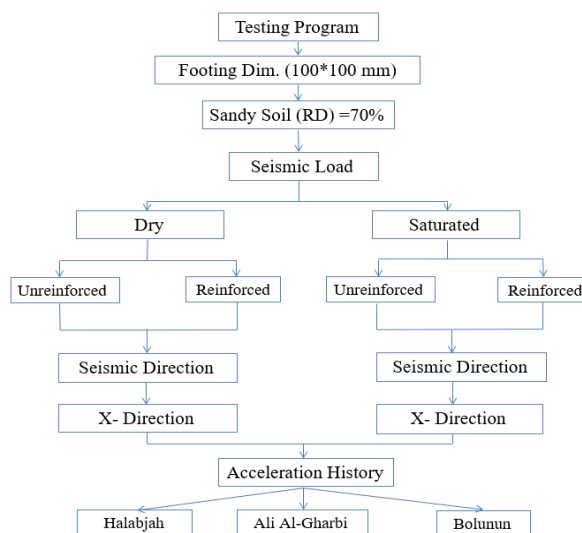 Testing Program
Footing Dim. (100*100 mm)
Sandy Soil (RD) =70%
Seismic Load
Dry
Saturated
Unreinforced
Reinforced
Unreinforced
Reinforced
Seismic Direction
Seismic Direction
X- Direction
X- Direction
Acceleration History
Halabjah
Ali Al-Gharbi
Bolunun